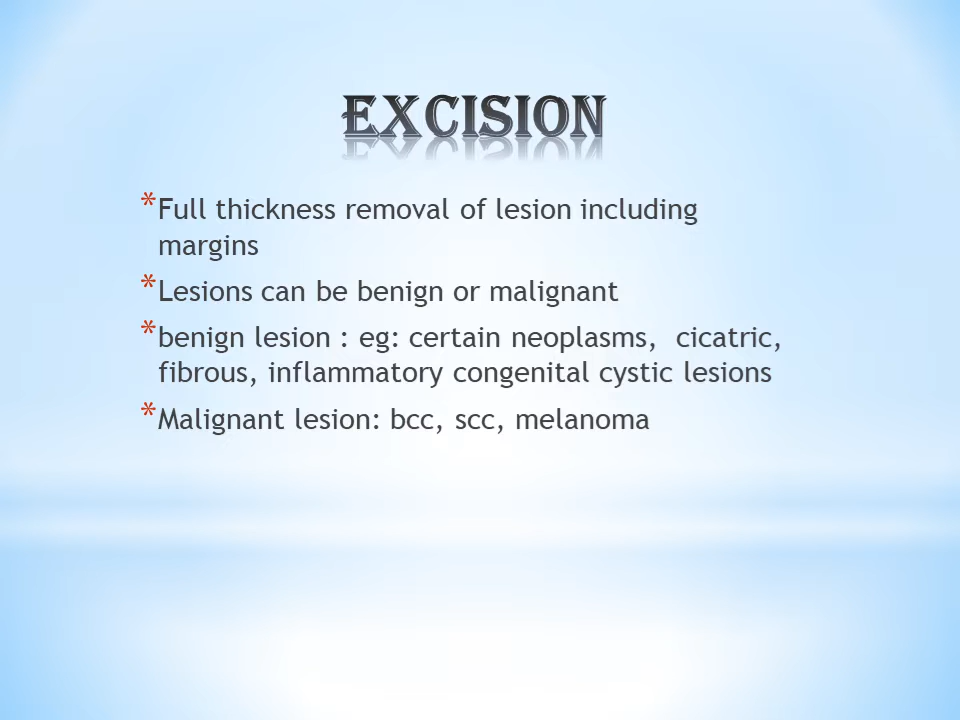 EXCISION
* Full thickness removal of lesion including
margins
* Lesions can be benign or malignant
* benign lesion : eg: certain neoplasms,  cicatric,
fibrous, inflammatory congenital cystic lesions
* Malignant lesion: bcc, scc, melanoma